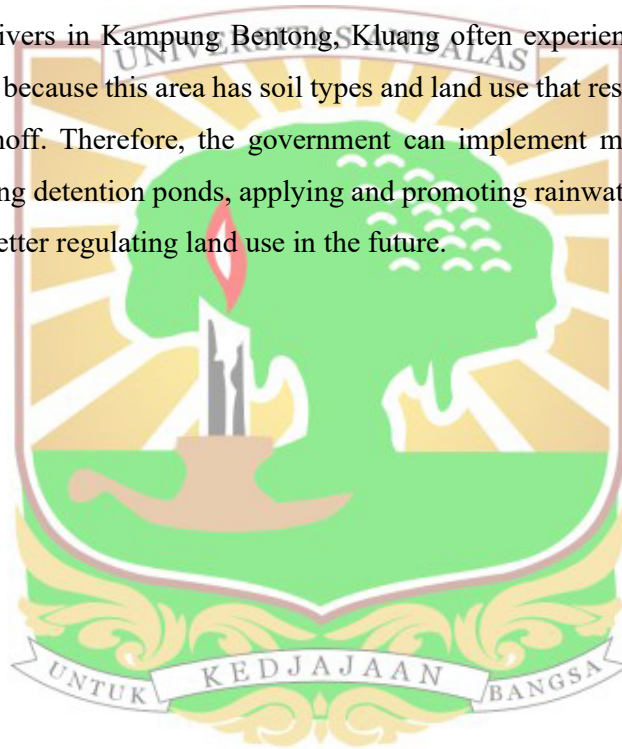 ivers in Kampung Bentong, Kluang often experien
UNIVERSITAS ANDALAS
because this area has soil types and land use that res
noff. Therefore, the government can implement m
ng detention ponds, applying and promoting rainwat
etter regulating land use in the future.
UNTUK KEDJAJAAN BANGSA